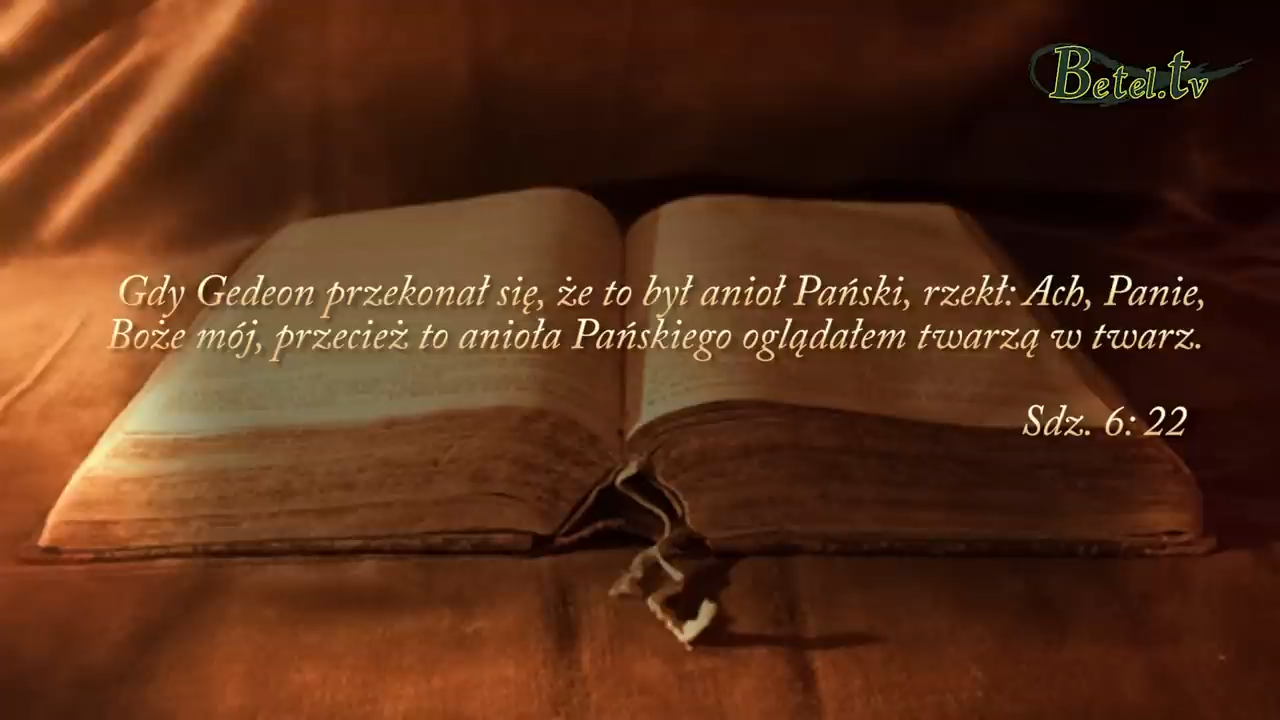 Betel.tv
Gdy Gedeon przekonał się, że to był anioł Pański, rzekł: Ach, Panie,
Boże mój, przecież to anioła Pańskiego oglądałem twarzą w twarz.
Sdz. 6: 22